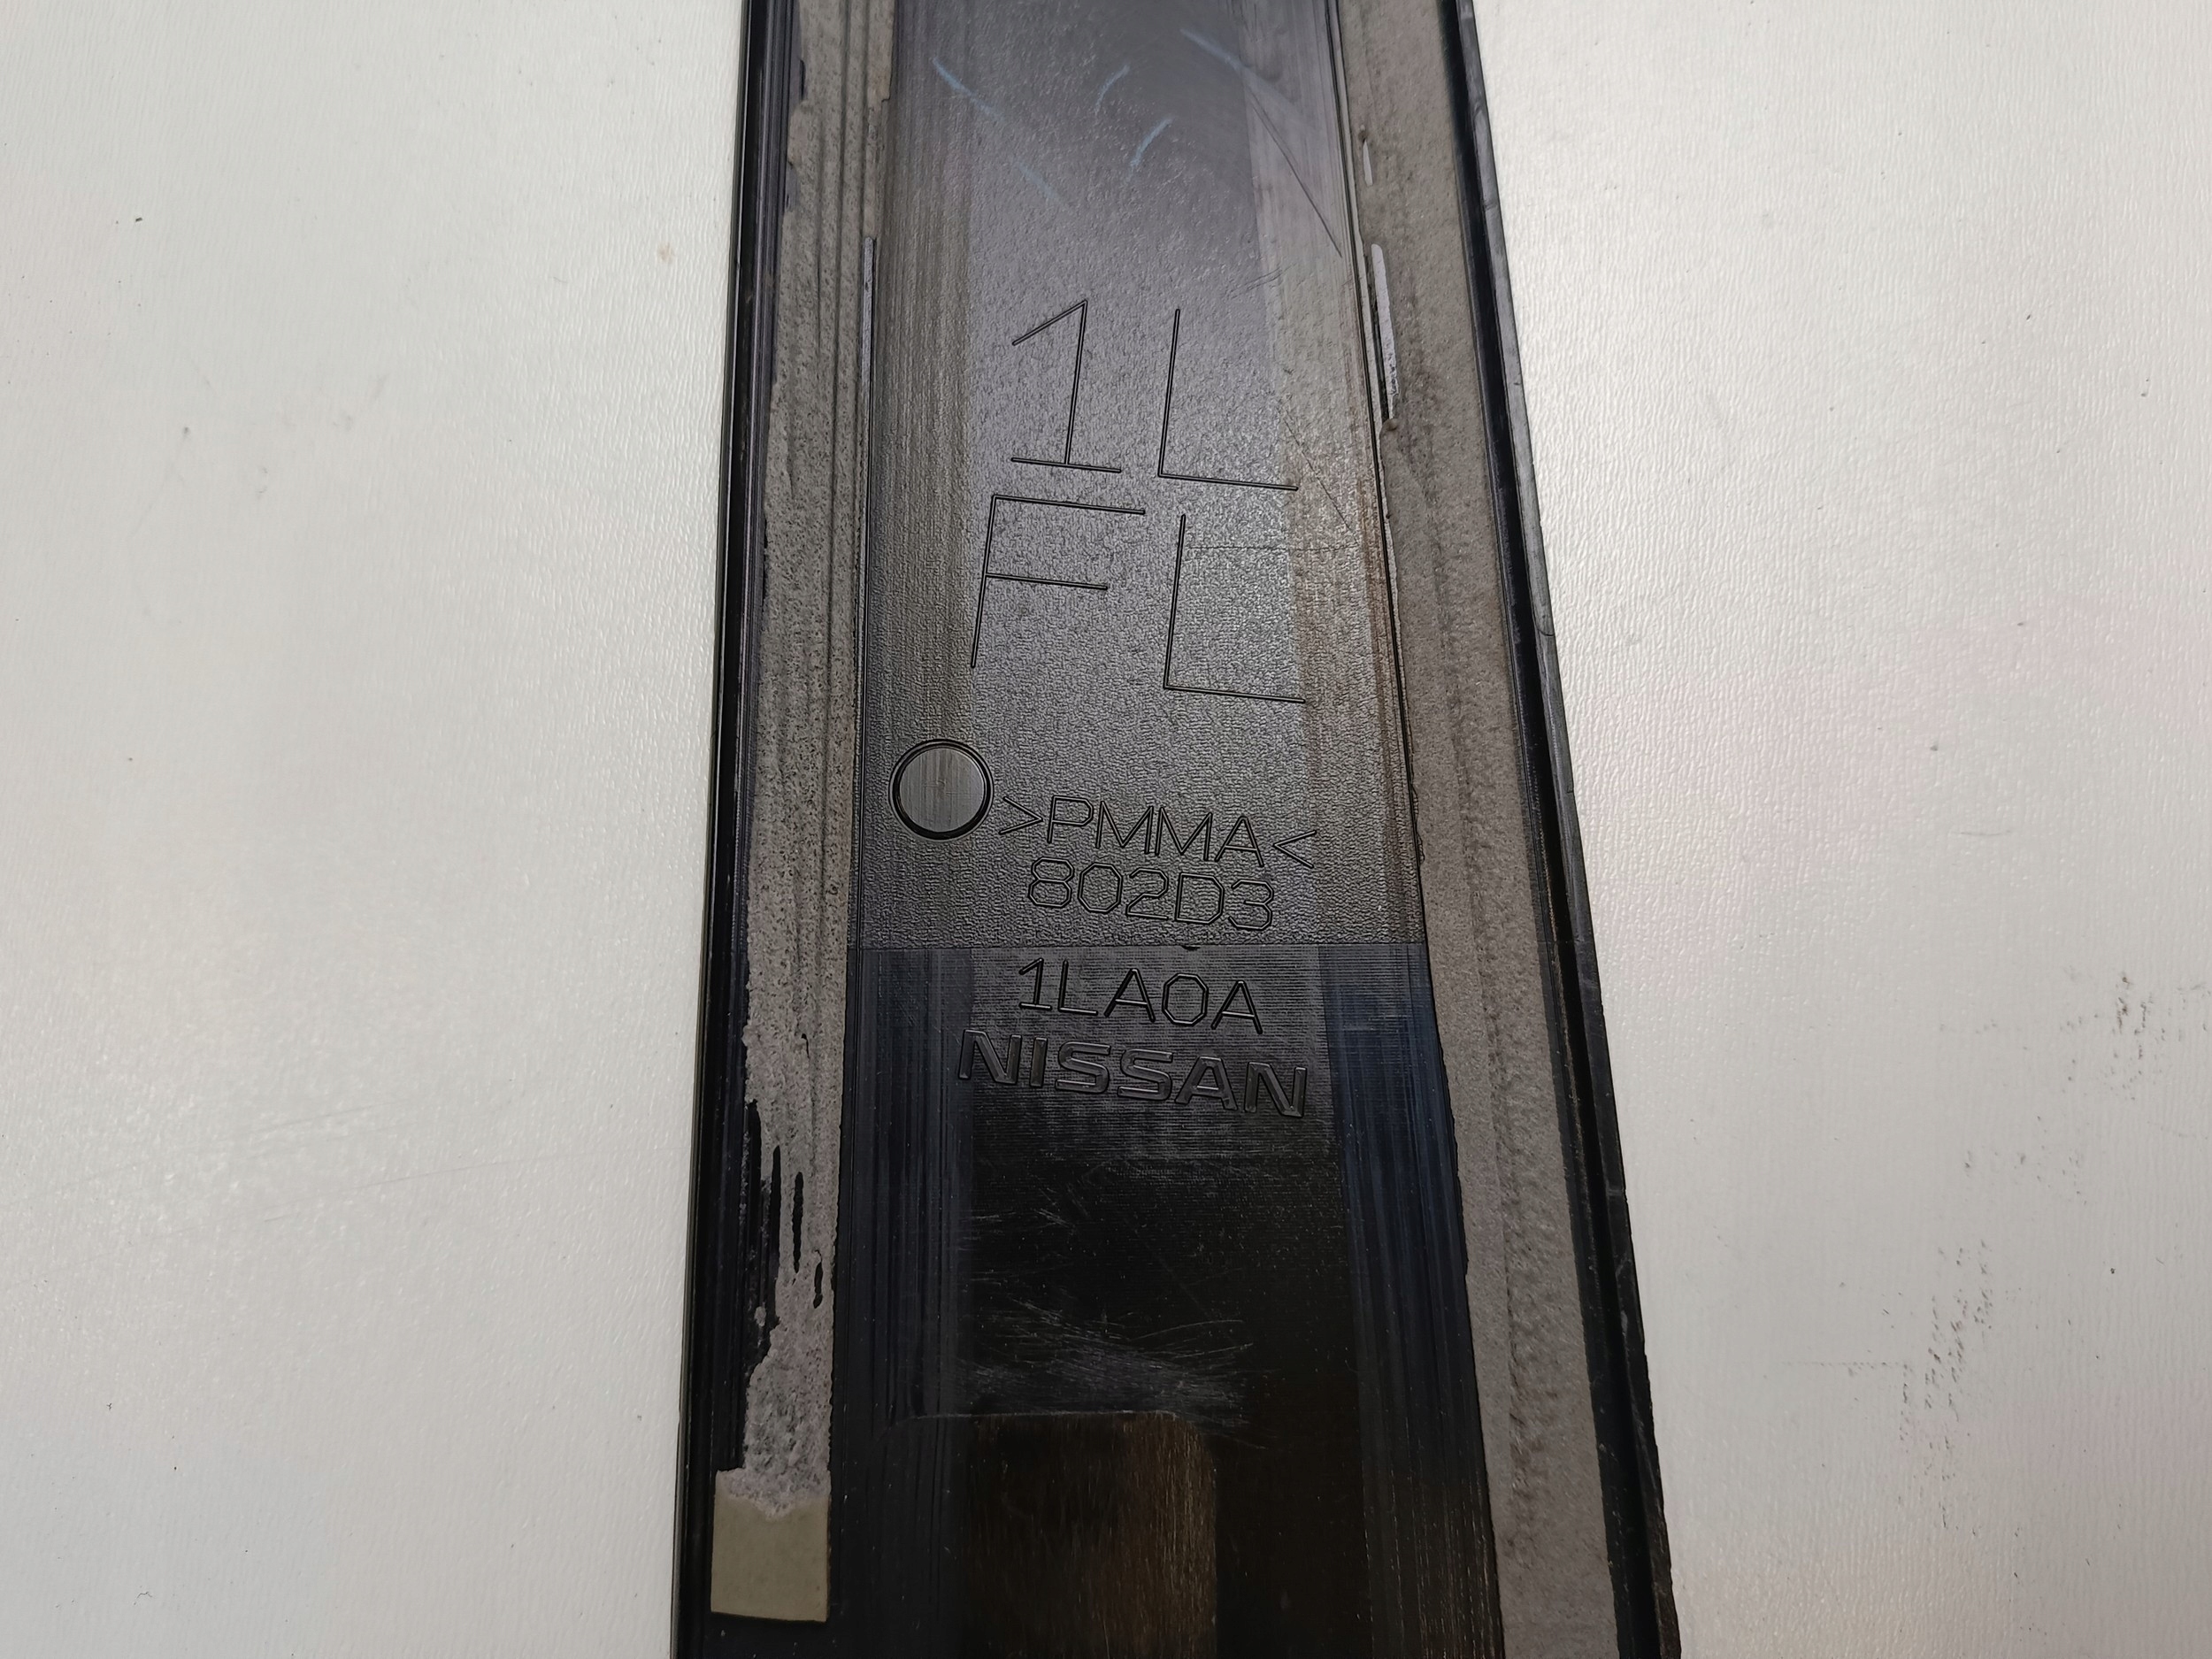 1L
FL
>PMMA<
802D3
1LA0A
NISSAN